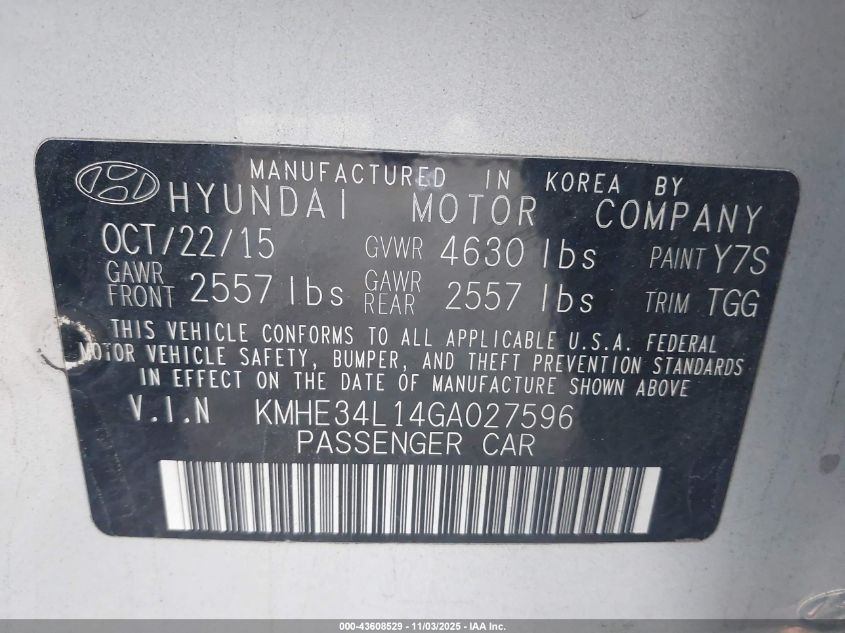 MANUFACTURED IN KOREA BY
HYUNDAI MOTOR COMPANY
OCT/22/15 GVWR 4630 lbs PAINT Y7S
GAWR FRONT 2557 lbs GAWR REAR 2557 lbs TRIM TGG
THIS VEHICLE CONFORMS TO ALL APPLICABLE U.S.A. FEDERAL
MOTOR VEHICLE SAFETY, BUMPER, AND THEFT PREVENTION STANDARDS
IN EFFECT ON THE DATE OF MANUFACTURE SHOWN ABOVE
V.I.N KMHE34L14GA027596
PASSENGER CAR
000-43608529 - 11/03/2025 - IAA Inc.